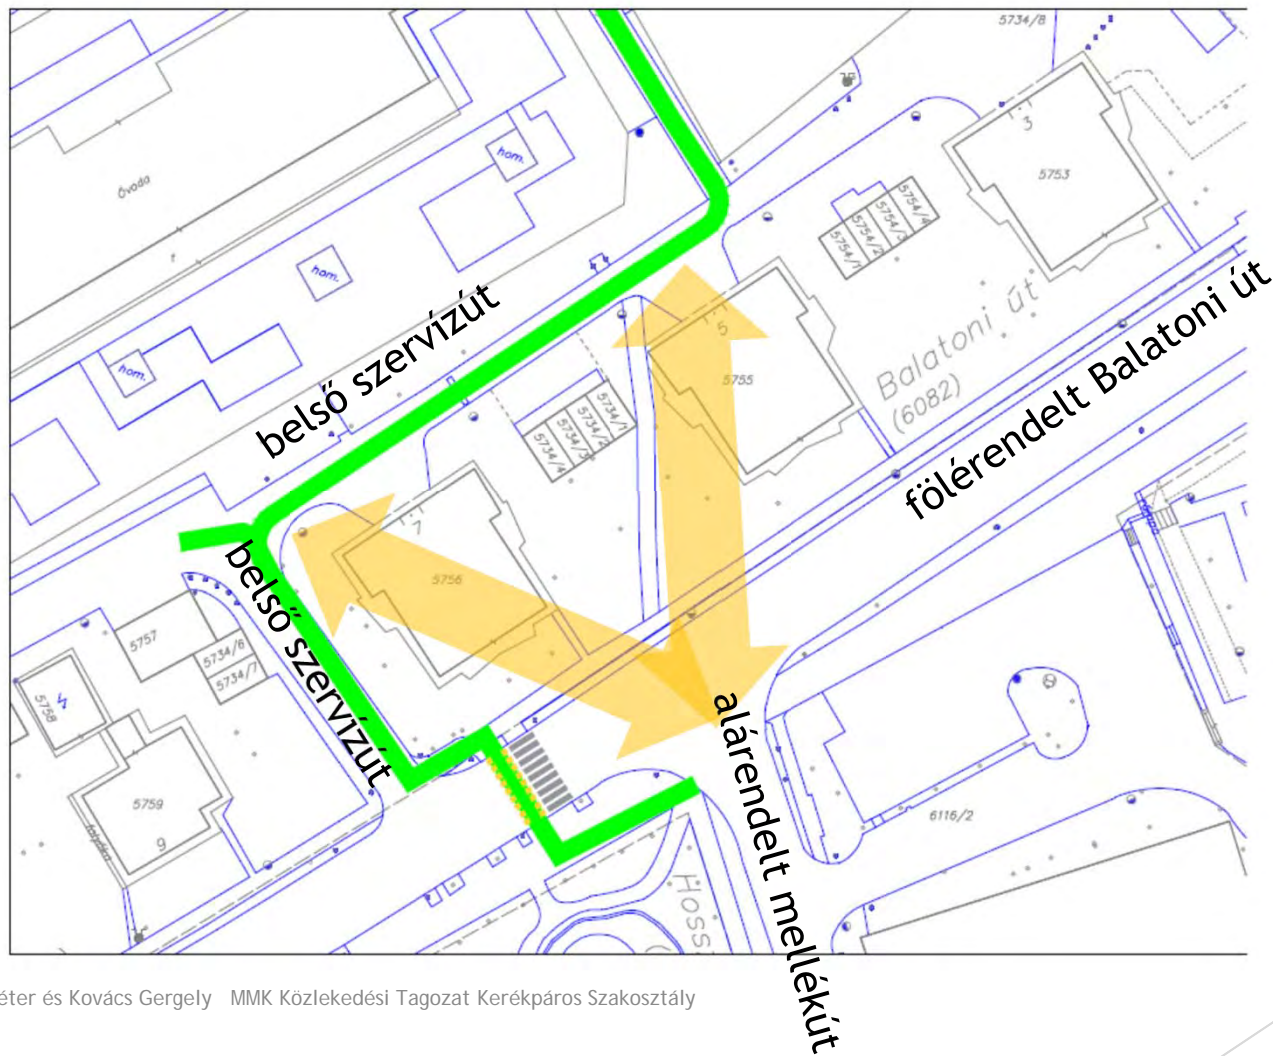 5734/8
3
5753
Óvoda
hom.
5754/4
5754/3
5754/2
5754/1
hom.
belső szervízút
5
5755
Balatoni út
(6082)
fölérendelt Balatoni út
hom.
5734/1
5734/2
5734/3
5734/4
7
5756
belső szervízút
5757
5734/6
5734/7
5758
alárendelt mellékút
5759
9
6116/2
Hoss
éter és Kovács Gergely MMK Közlekedési Tagozat Kerékpáros Szakosztály